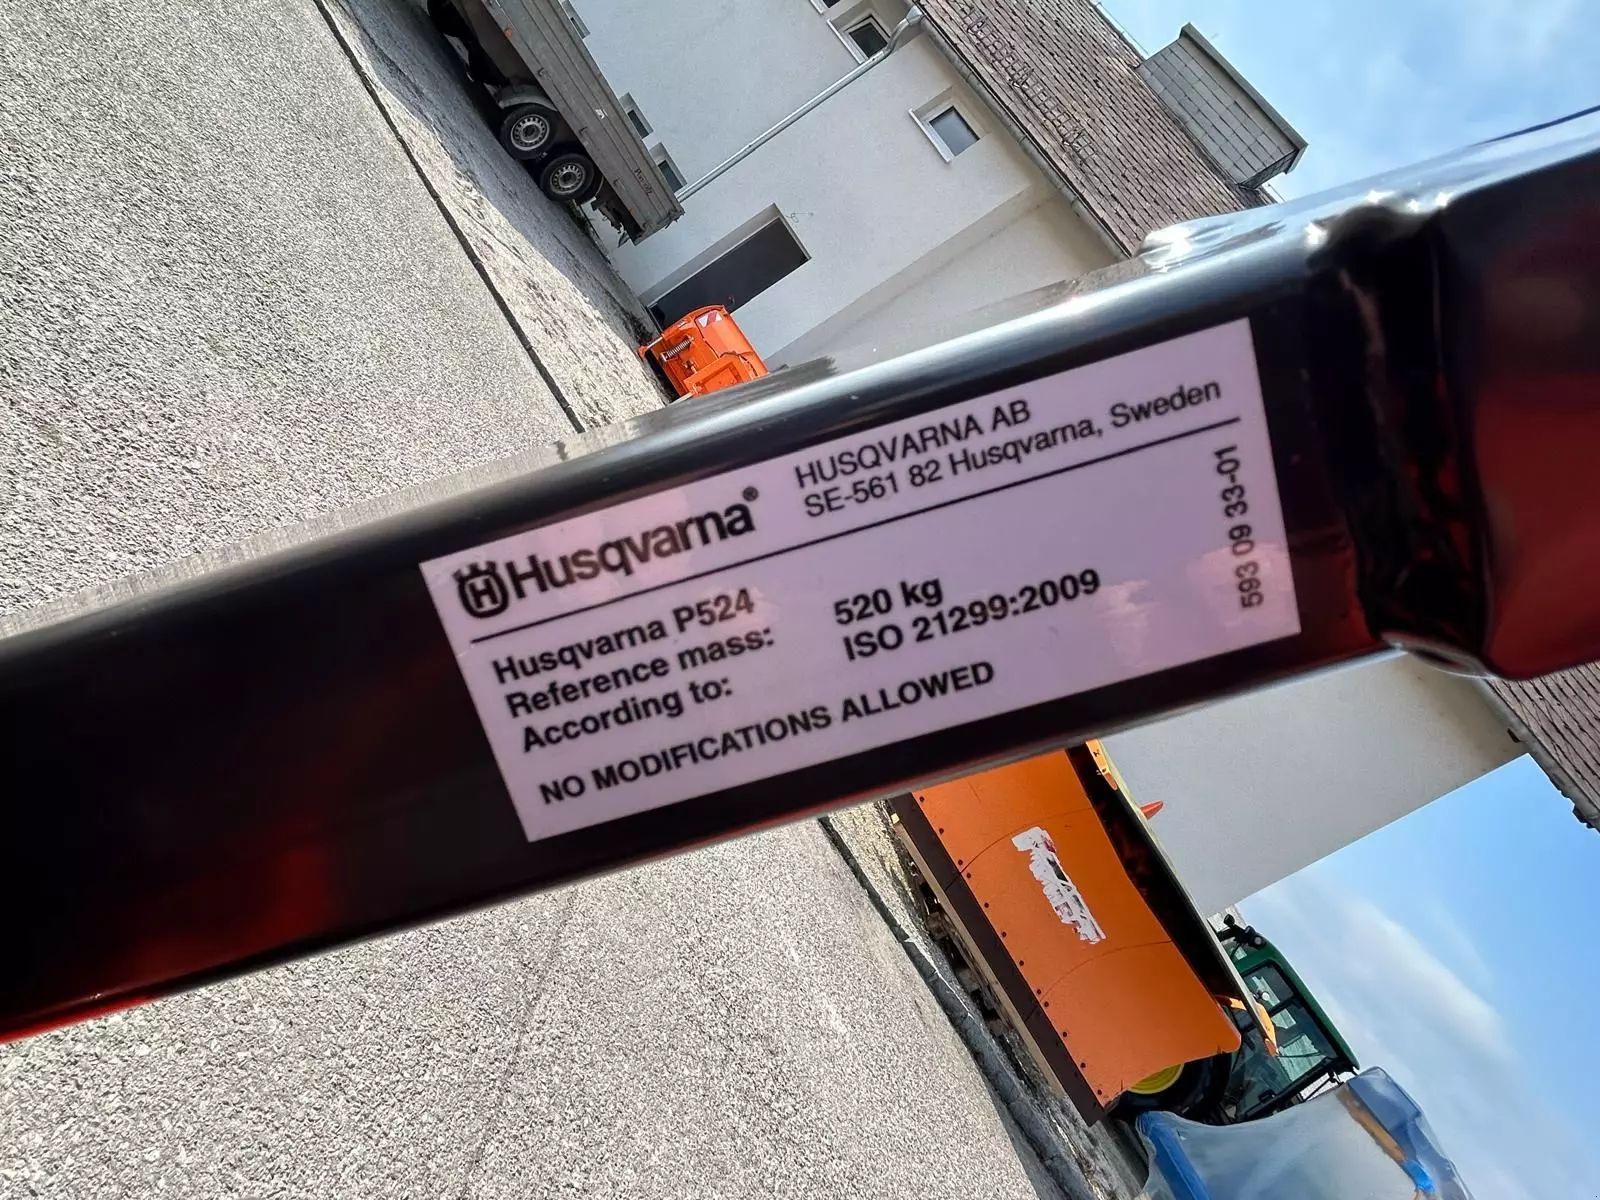 Husqvarna®
HUSQVARNA AB
SE-561 82 Husqvarna, Sweden
Husqvarna P524
Reference mass: 520 kg
According to: ISO 21299:2009
NO MODIFICATIONS ALLOWED
593 09 33-01